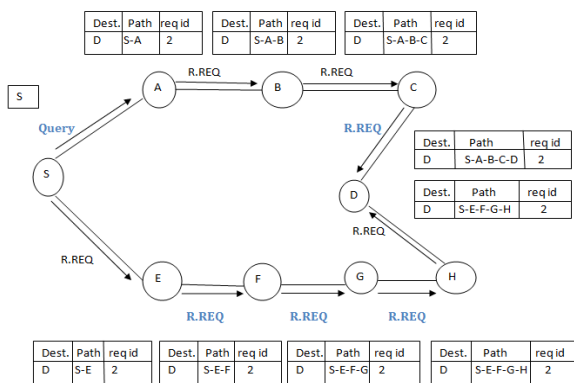 Dest. Path req id
D S-A 2
Dest. Path req id
D S-A-B 2
Dest. Path req id
D S-A-B-C 2
R.REQ
R.REQ
A
B
C
S
Query
R.REQ
Dest. Path req id
D S-A-B-C-D 2
S
D
Dest. Path req id
D S-E-F-G-H 2
R.REQ
R.REQ
E
F
G
H
R.REQ
R.REQ
R.REQ
Dest. Path req id
D S-E 2
Dest. Path req id
D S-E-F 2
Dest. Path req id
D S-E-F-G 2
Dest. Path req id
D S-E-F-G-H 2